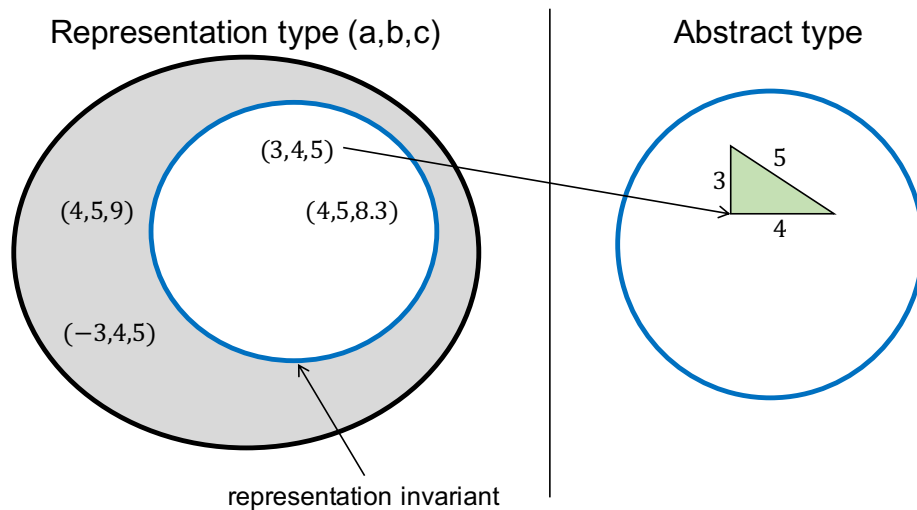 Representation type (a,b,c)
Abstract type
(3,4,5)
(4,5,9)
(4,5,8.3)
(−3,4,5)
3
5
4
representation invariant